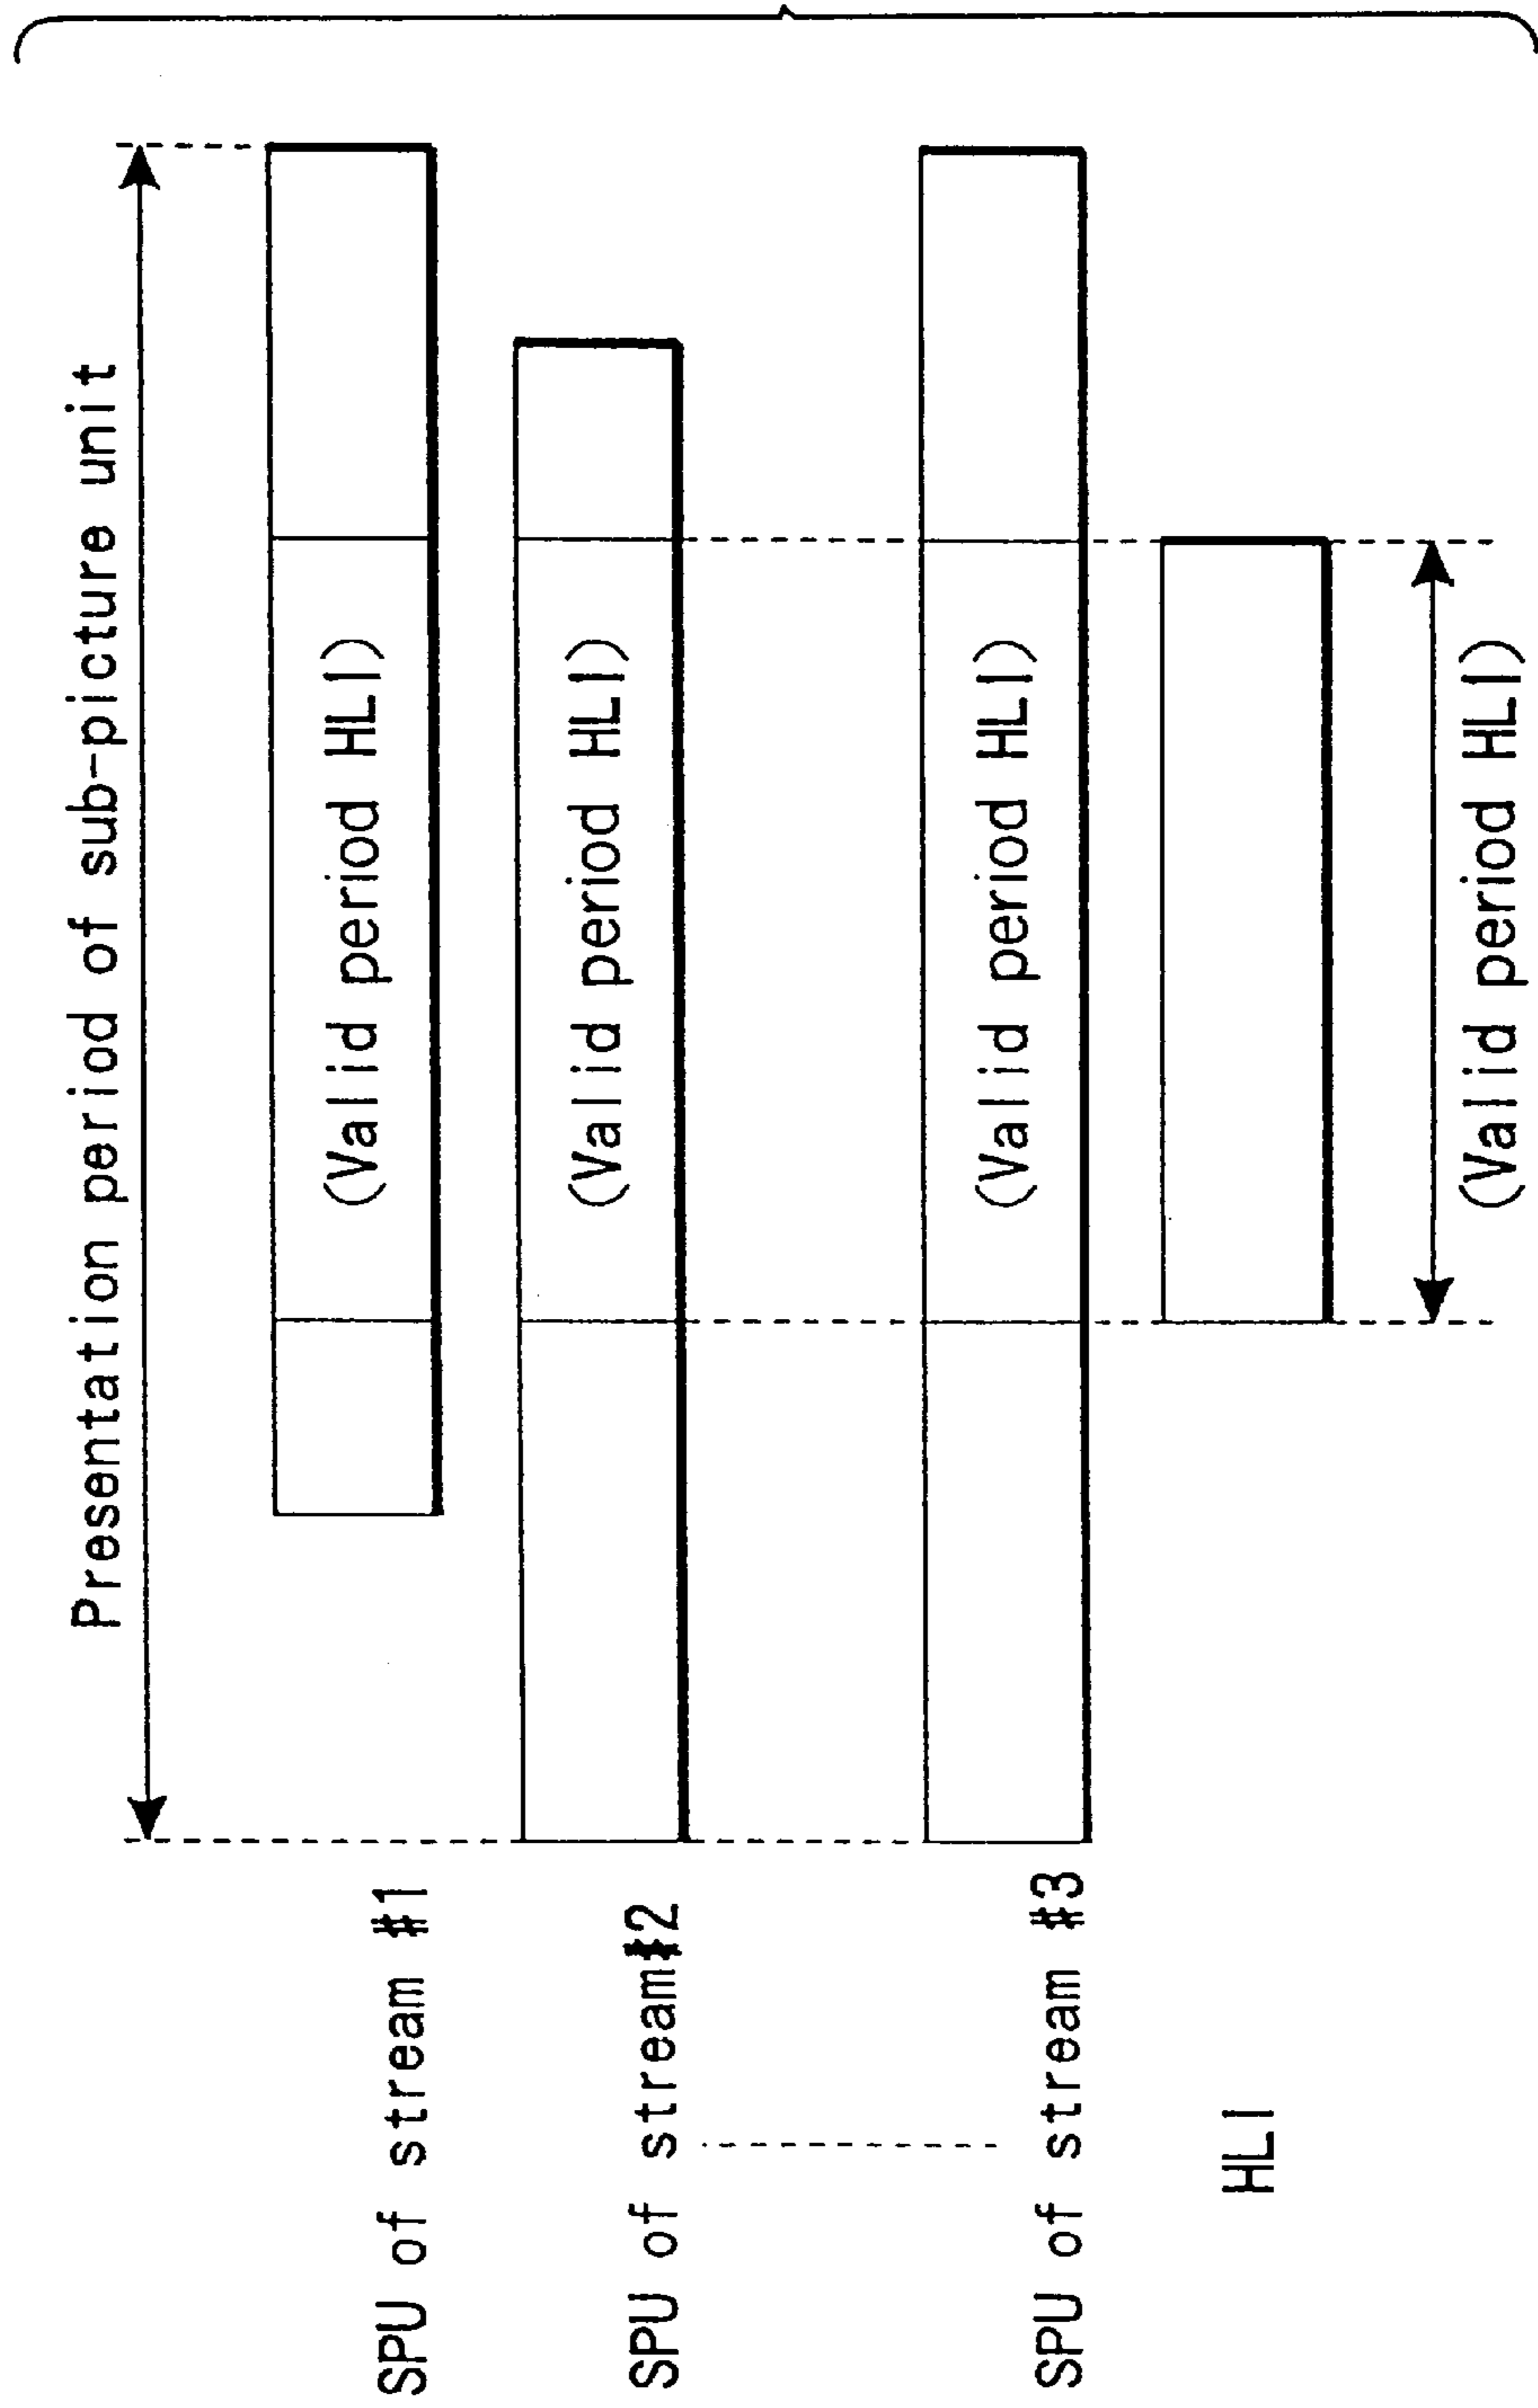 Presentation period of sub-picture unit
SPU of stream #1
(Valid period HLI)
SPU of stream#2
(Valid period HLI)
SPU of stream #3
(Valid period HLI)
HLI
(Valid period HLI)